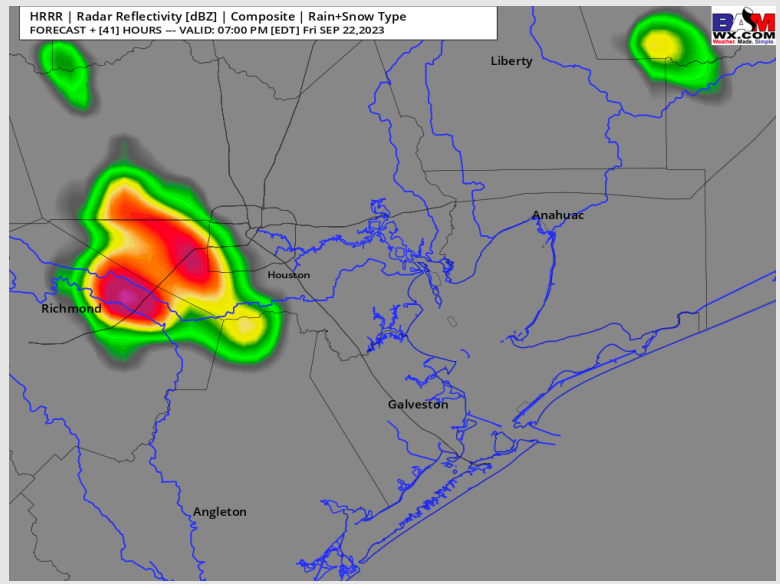 HRRR | Radar Reflectivity [dBZ] | Composite | Rain+Snow Type
FORECAST + [41] HOURS --- VALID: 07:00 PM [EDT] Fri SEP 22,2023
BAM
WX.COM
Weather. Made. Simple.
Liberty
Anahuac
Houston
Richmond
Galveston
Angleton